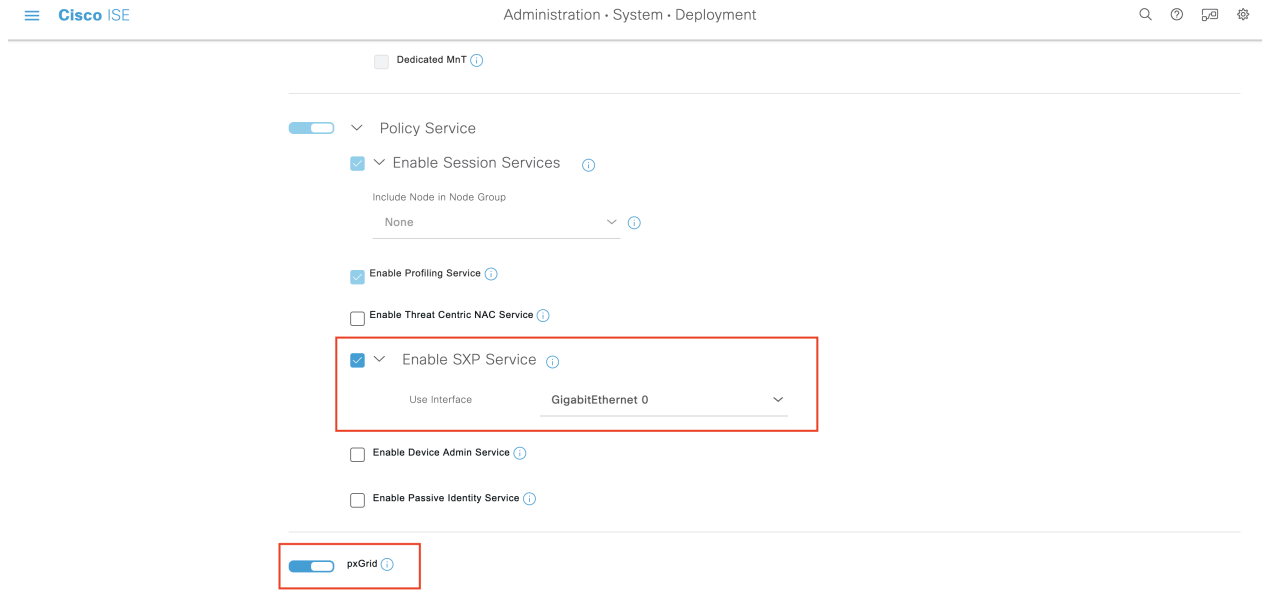 Cisco ISE
Administration · System · Deployment
Dedicated MnT
Policy Service
Enable Session Services
Include Node in Node Group
None
Enable Profiling Service
Enable Threat Centric NAC Service
Enable SXP Service
Use Interface GigabitEthernet 0
Enable Device Admin Service
Enable Passive Identity Service
pxGrid